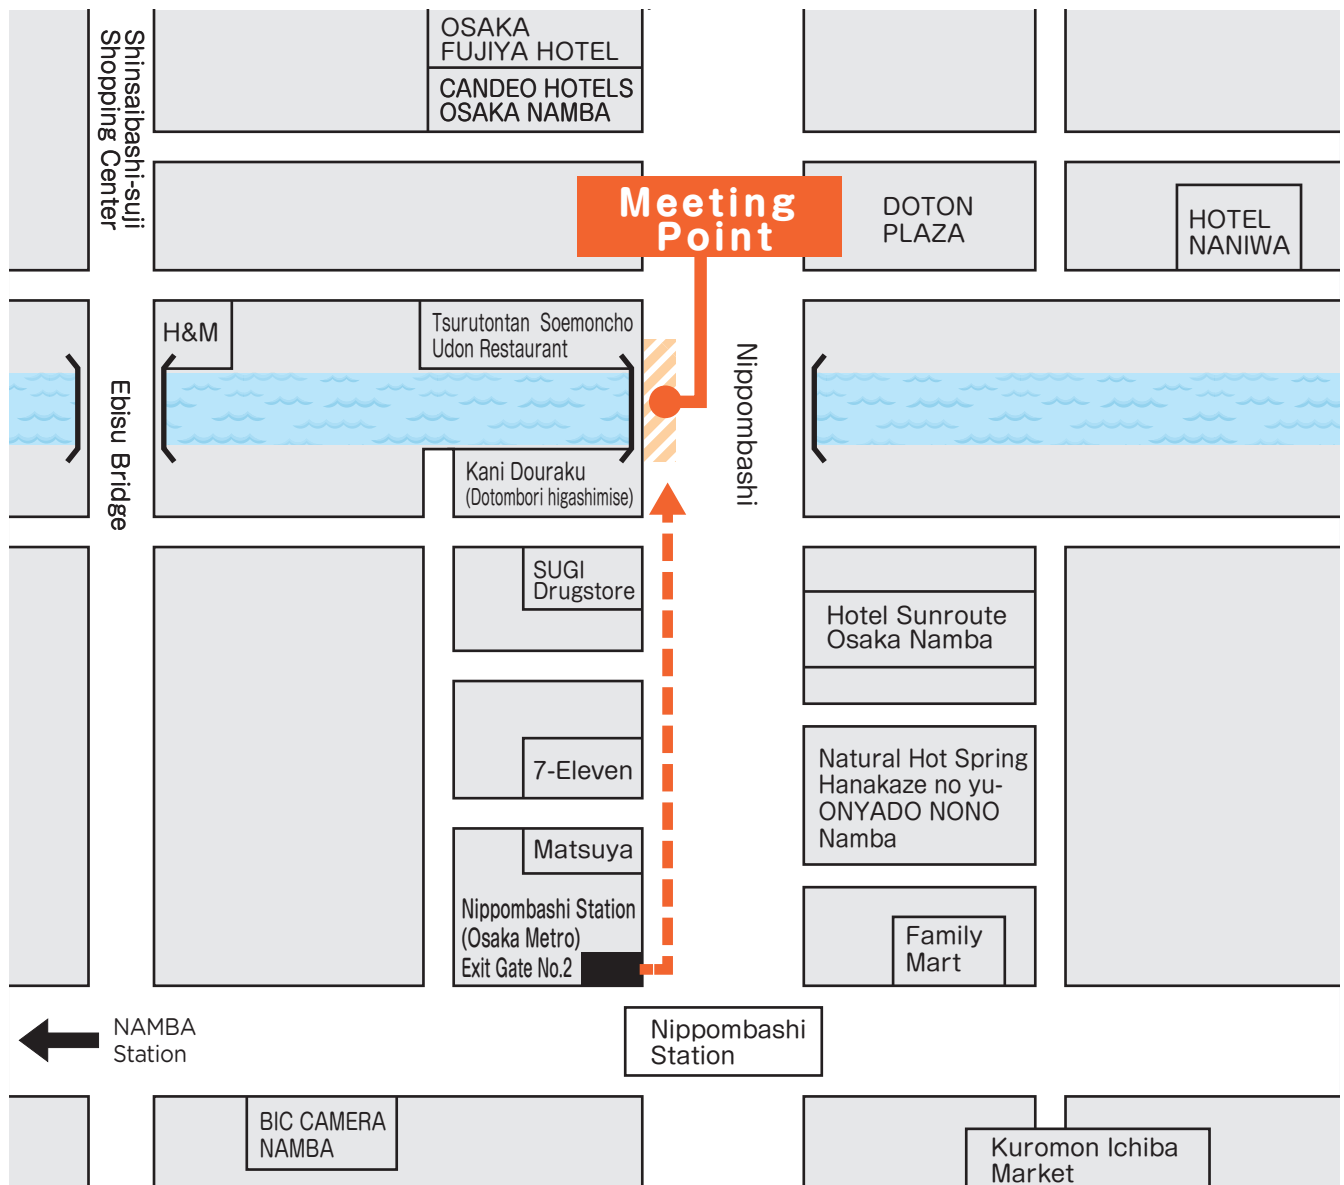 OSAKA
FUJIYA HOTEL
CANDEO HOTELS
OSAKA NAMBA
Shinsaibashi-suji
Shopping Center
Meeting
Point
DOTON
PLAZA
HOTEL
NANIWA
H&M
Tsurutontan Soemoncho
Udon Restaurant
Nippombashi
Ebisu Bridge
Kani Douraku
(Dotombori higashimise)
SUGI
Drugstore
Hotel Sunroute
Osaka Namba
7-Eleven
Natural Hot Spring
Hanakaze no yu-
ONYADO NONO
Namba
Matsuya
Nippombashi Station
(Osaka Metro)
Exit Gate No.2
Family
Mart
NAMBA
Station
Nippombashi
Station
BIC CAMERA
NAMBA
Kuromon Ichiba
Market